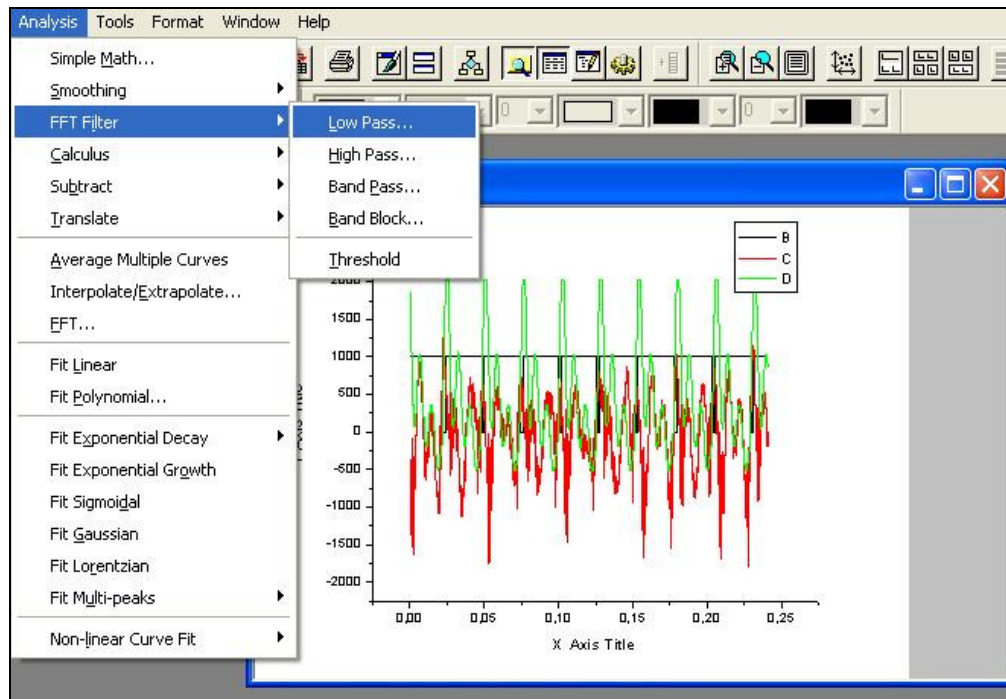 Analysis Tools Format Window Help
Simple Math...
Smoothing
FFT Filter
Calculus
Subtract
Translate
Average Multiple Curves
Interpolate/Extrapolate...
FFT...
Fit Linear
Fit Polynomial...
Fit Exponential Decay
Fit Exponential Growth
Fit Sigmoidal
Fit Gaussian
Fit Lorentzian
Fit Multi-peaks
Non-linear Curve Fit
Low Pass...
High Pass...
Band Pass...
Band Block...
Threshold
0
0
B
C
D
2000
1500
1000
500
0
-500
-1000
-1500
-2000
0,00 0,05 0,10 0,15 0,20 0,25
X Axis Title